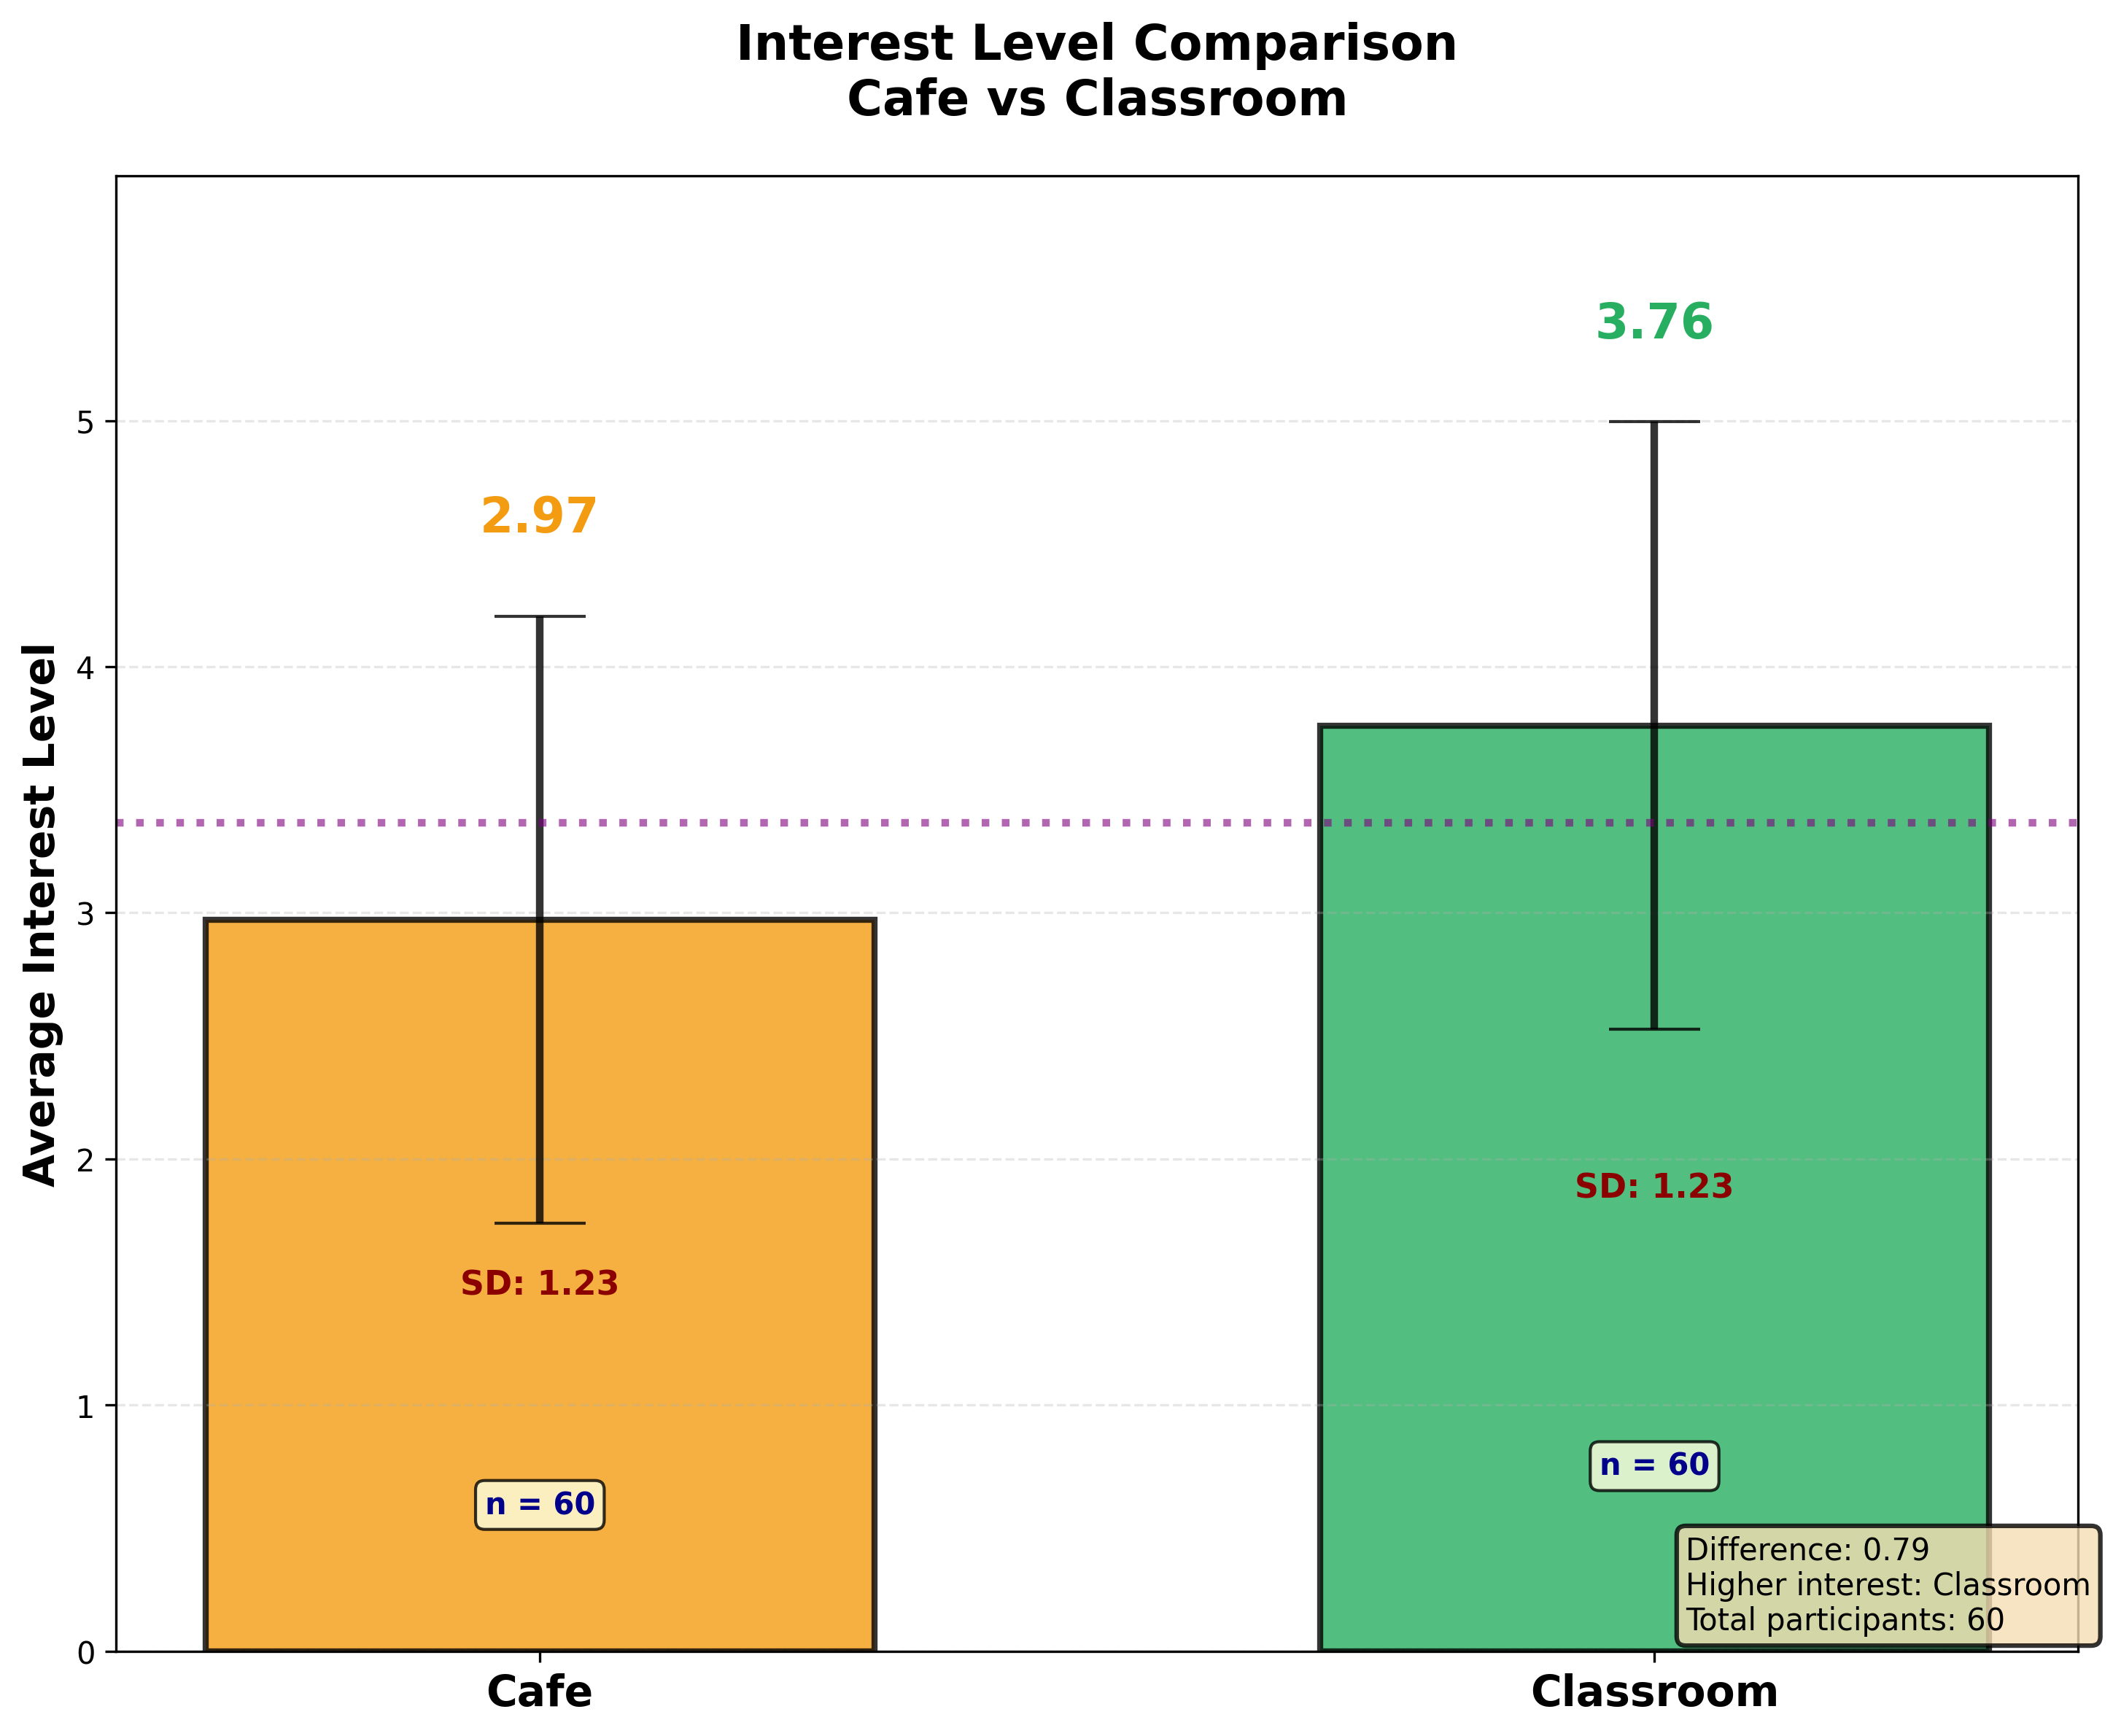 Interest Level Comparison
Cafe vs Classroom
Average Interest Level
5
4
3
2
1
0
2.97
3.76
SD: 1.23
SD: 1.23
n = 60
n = 60
Difference: 0.79
Higher interest: Classroom
Total participants: 60
Cafe
Classroom